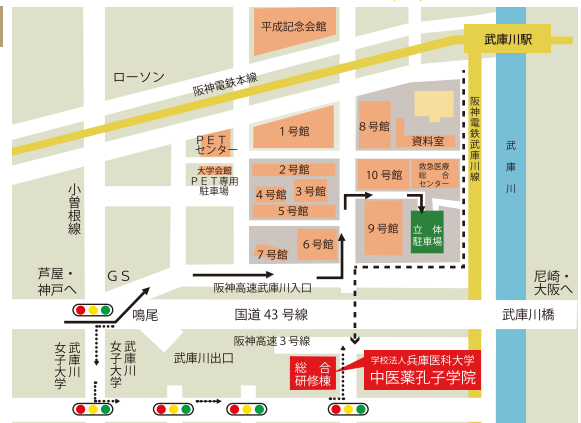 平成記念会館
武庫川駅
ローソン
阪神電鉄本線
阪神電鉄武庫川線
武庫川
1号館
8号館
資料室
PET
センター
大学会館
PET専用
駐車場
2号館
4号館
3号館
5号館
10号館
救急医療
総合
センター
小曽根線
7号館
6号館
9号館
立体
駐車場
芦屋・
神戸へ
GS
阪神高速武庫川入口
尼崎・
大阪へ
鳴尾
国道43号線
武庫川橋
阪神高速3号線
武庫川
女子大学
武庫川
女子大学
武庫川出口
総合
研修棟
学校法人兵庫医科大学
中医薬孔子学院